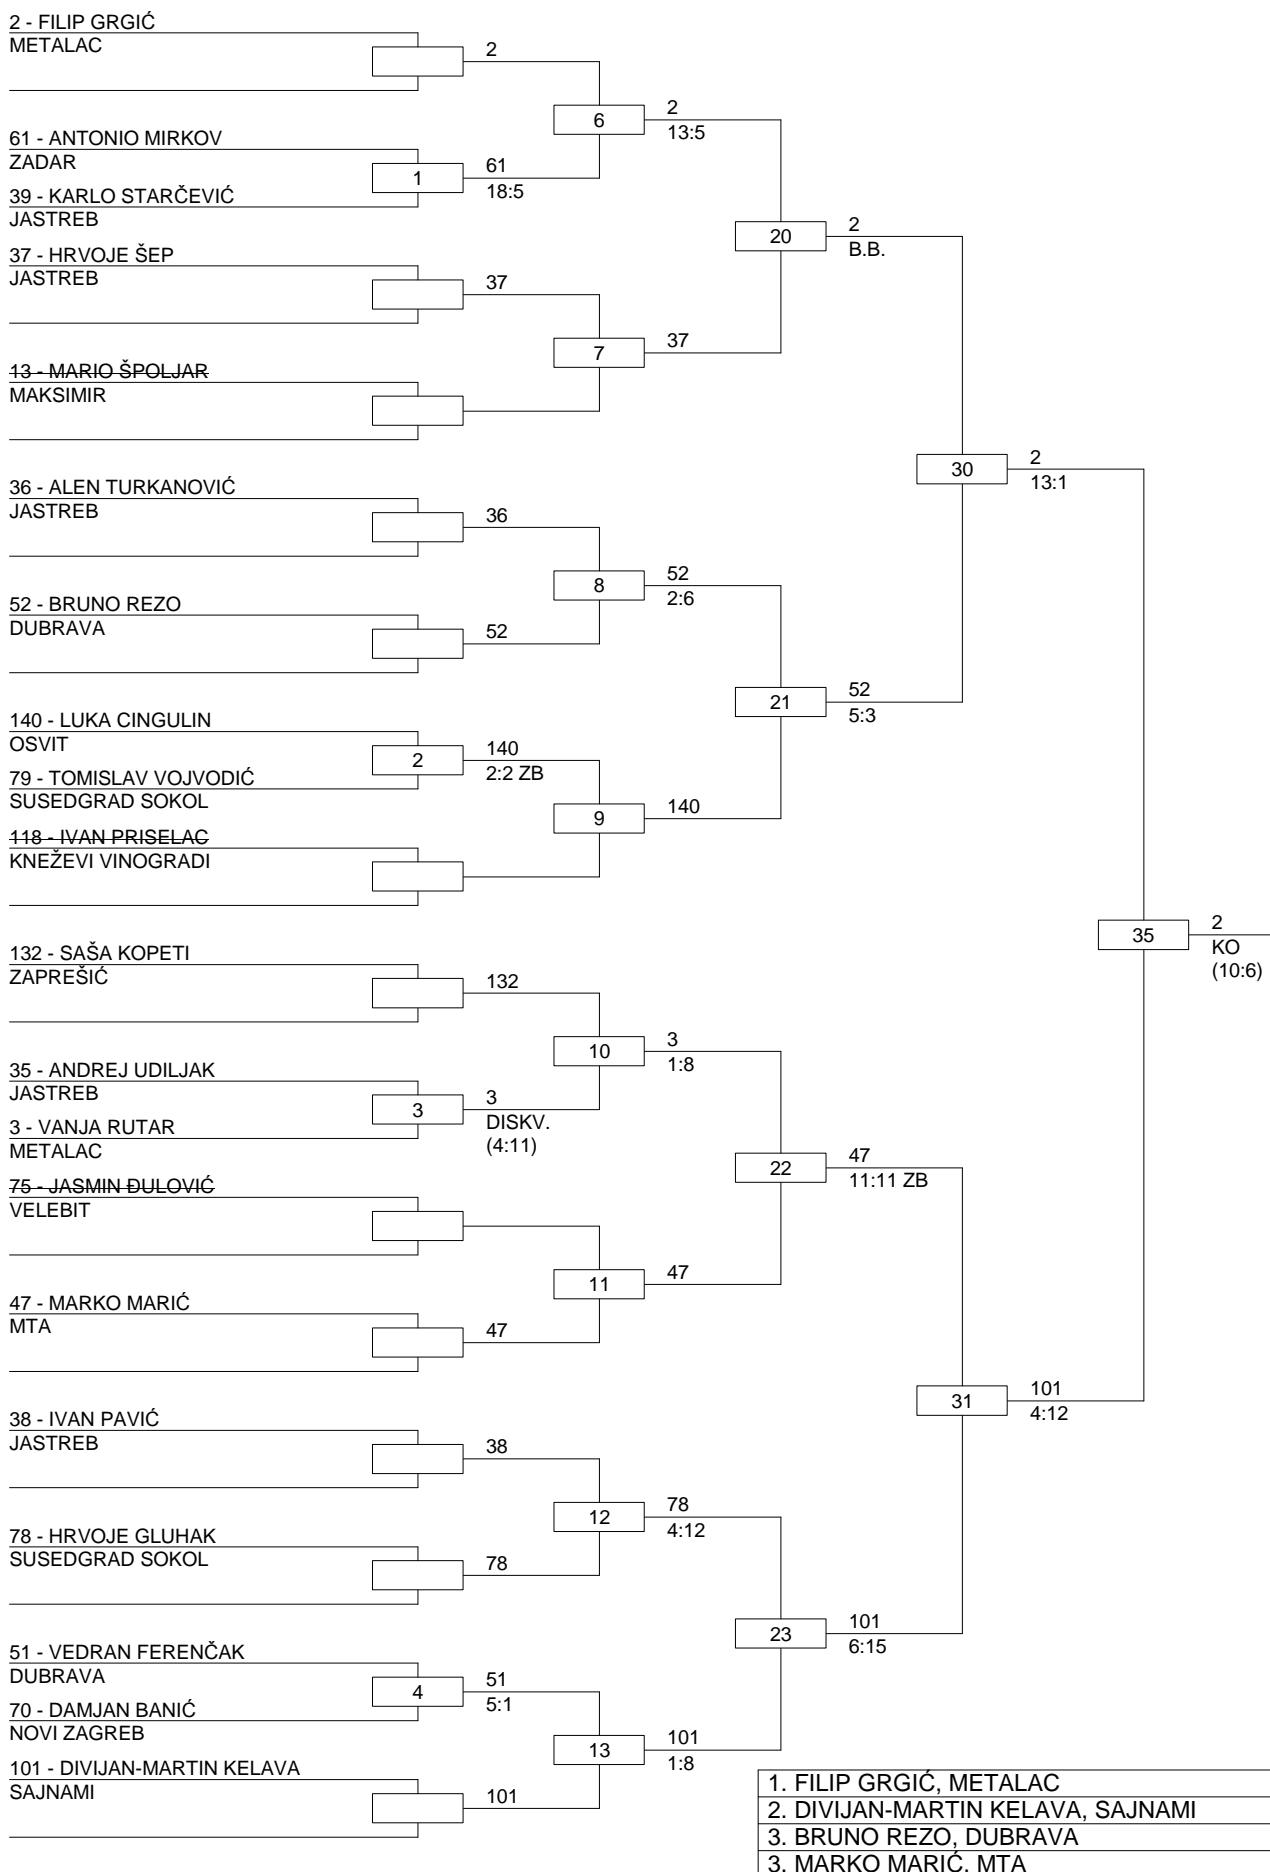 2 - FILIP GRGIĆ
METALAC
2
6
2
13:5
61 - ANTONIO MIRKOV
ZADAR
1
61
18:5
39 - KARLO STARČEVIĆ
JASTREB
20
2
B.B.
37 - HRVOJE ŠEP
JASTREB
37
7
37
13 - MARIO ŠPOLJAR
MAKSIMIR
30
2
13:1
36 - ALEN TURKANOVIĆ
JASTREB
36
8
52
2:6
52 - BRUNO REZO
DUBRAVA
52
21
52
5:3
140 - LUKA CINGULIN
OSVIT
2
140
2:2 ZB
79 - TOMISLAV VOJVODIĆ
SUSEDGRAD SOKOL
9
140
118 - IVAN PRISELAC
KNEŽEVI VINOGRADI
35
2
KO
(10:6)
132 - SAŠA KOPETI
ZAPREŠIĆ
132
10
3
1:8
35 - ANDREJ UDILJAK
JASTREB
3
3
DISKV.
(4:11)
3 - VANJA RUTAR
METALAC
22
47
11:11 ZB
75 - JASMIN ĐULOVIĆ
VELEBIT
11
47
47 - MARKO MARIĆ
MTA
47
31
101
4:12
38 - IVAN PAVIĆ
JASTREB
38
12
78
4:12
78 - HRVOJE GLUHAK
SUSEDGRAD SOKOL
78
23
101
6:15
51 - VEDRAN FERENČAK
DUBRAVA
4
51
5:1
70 - DAMJAN BANIĆ
NOVI ZAGREB
13
101
1:8
101 - DIVIJAN-MARTIN KELAVA
SAJNAMI
101
1. FILIP GRGIĆ, METALAC
2. DIVIJAN-MARTIN KELAVA, SAJNAMI
3. BRUNO REZO, DUBRAVA
3. MARKO MARIĆ, MTA